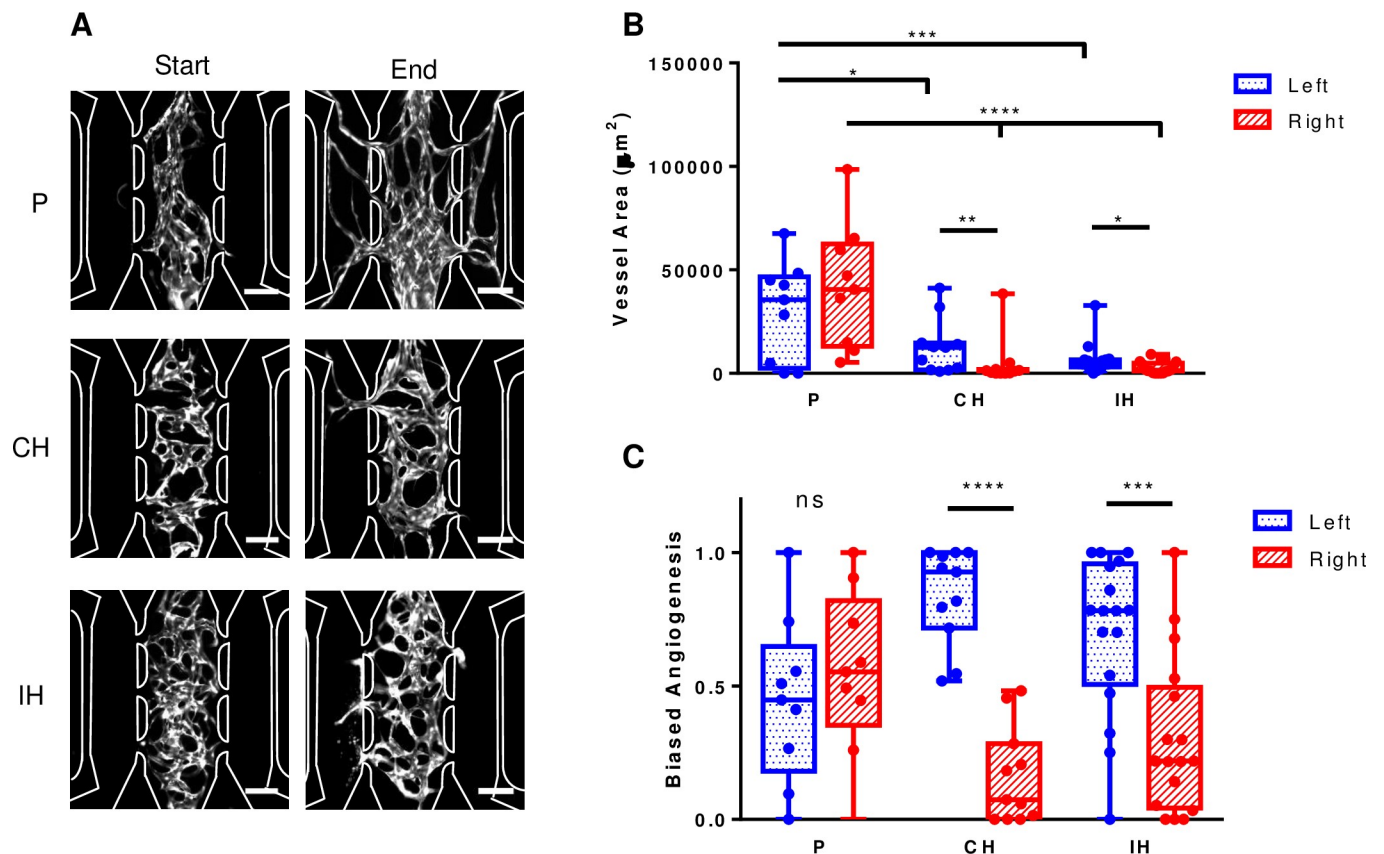 A
Start
End
P
CH
IH
B
***
*
****
**
*
150000
100000
50000
0
Vessel Area (μm²)
P
CH
IH
Left
Right
C
ns
****
***
1.0
0.5
0.0
Biased Angiogenesis
P
CH
IH
Left
Right